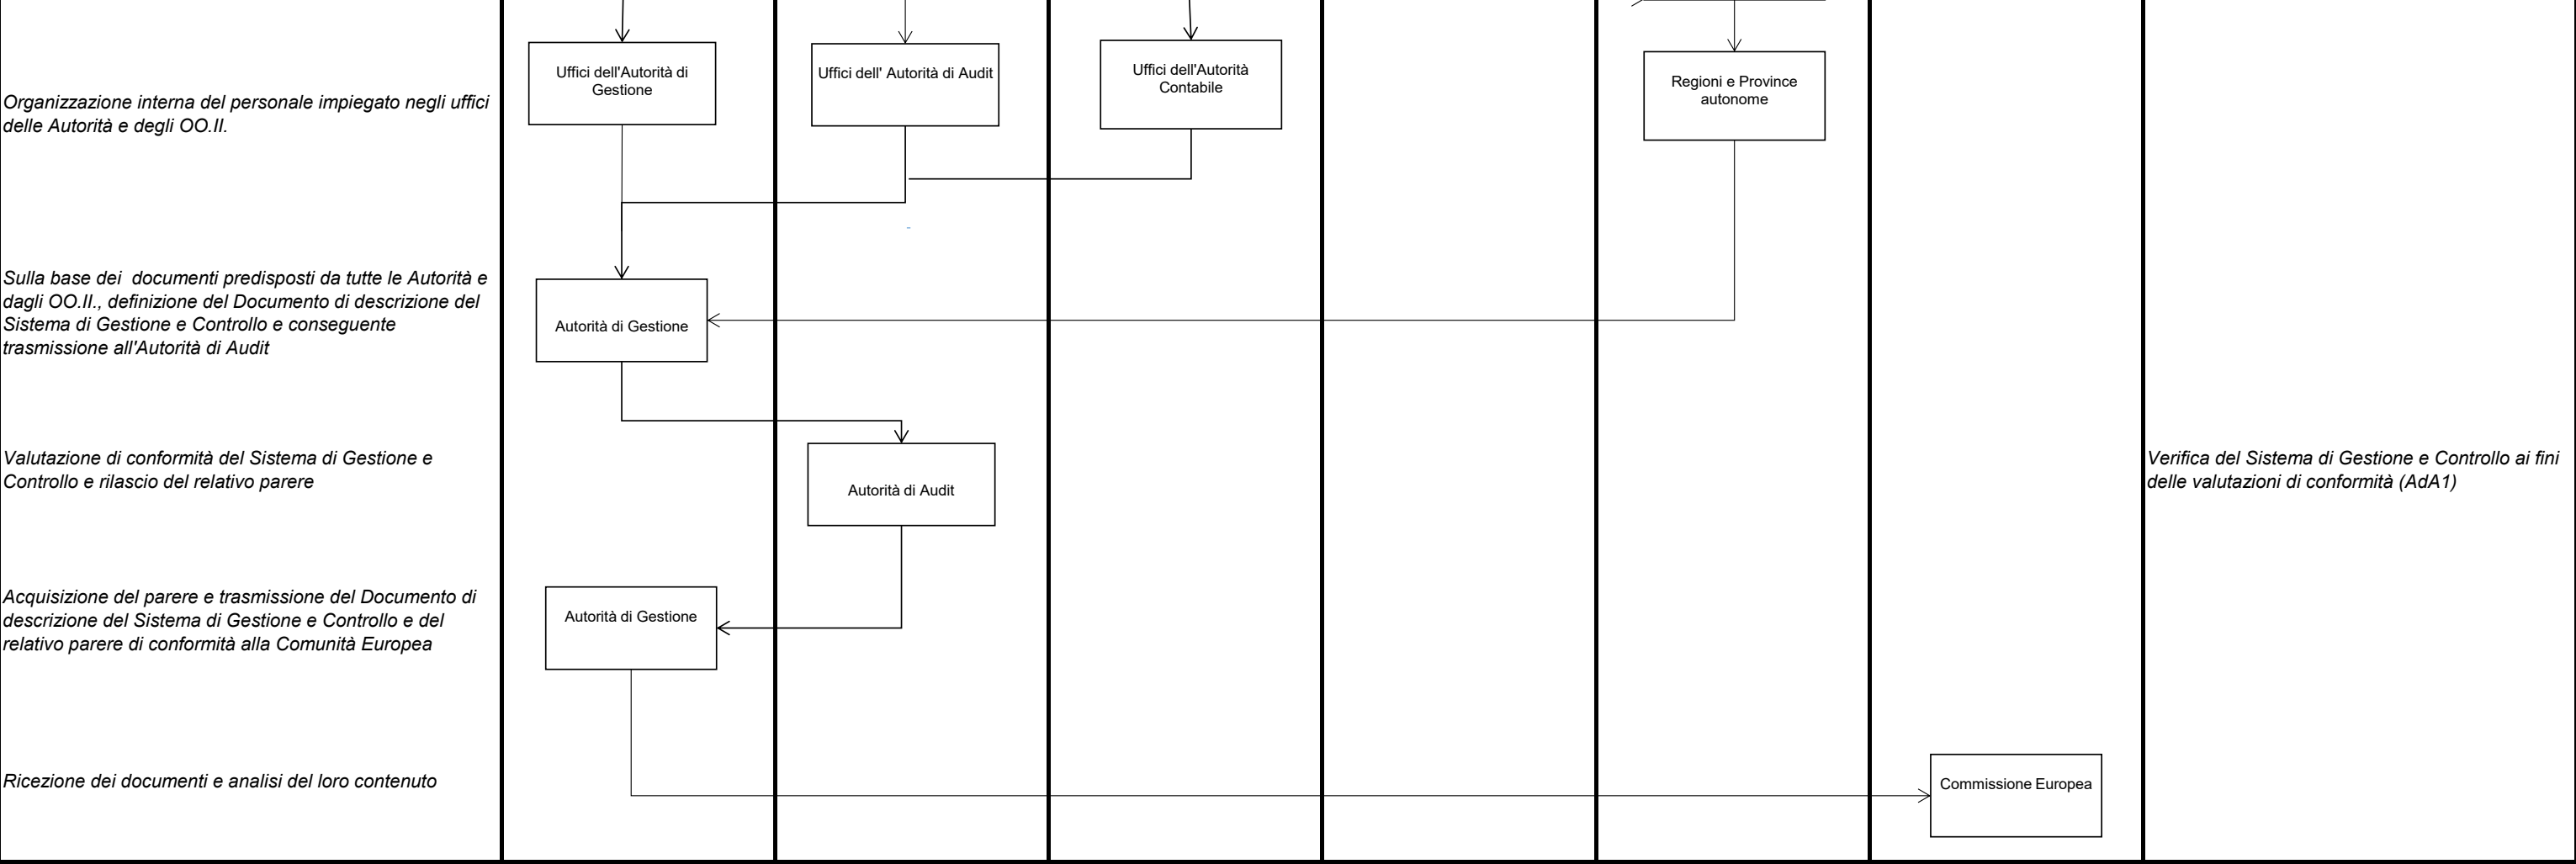 Uffici dell'Autorità di
Gestione
Uffici dell' Autorità di Audit
Uffici dell'Autorità
Contabile
Regioni e Province
autonome
Organizzazione interna del personale impiegato negli uffici
delle Autorità e degli OO.II.
Sulla base dei  documenti predisposti da tutte le Autorità e
dagli OO.II., definizione del Documento di descrizione del
Sistema di Gestione e Controllo e conseguente
trasmissione all'Autorità di Audit
Autorità di Gestione
Valutazione di conformità del Sistema di Gestione e
Controllo e rilascio del relativo parere
Autorità di Audit
Verifica del Sistema di Gestione e Controllo ai fini
delle valutazioni di conformità (AdA1)
Acquisizione del parere e trasmissione del Documento di
descrizione del Sistema di Gestione e Controllo e del
relativo parere di conformità alla Comunità Europea
Autorità di Gestione
Ricezione dei documenti e analisi del loro contenuto
Commissione Europea